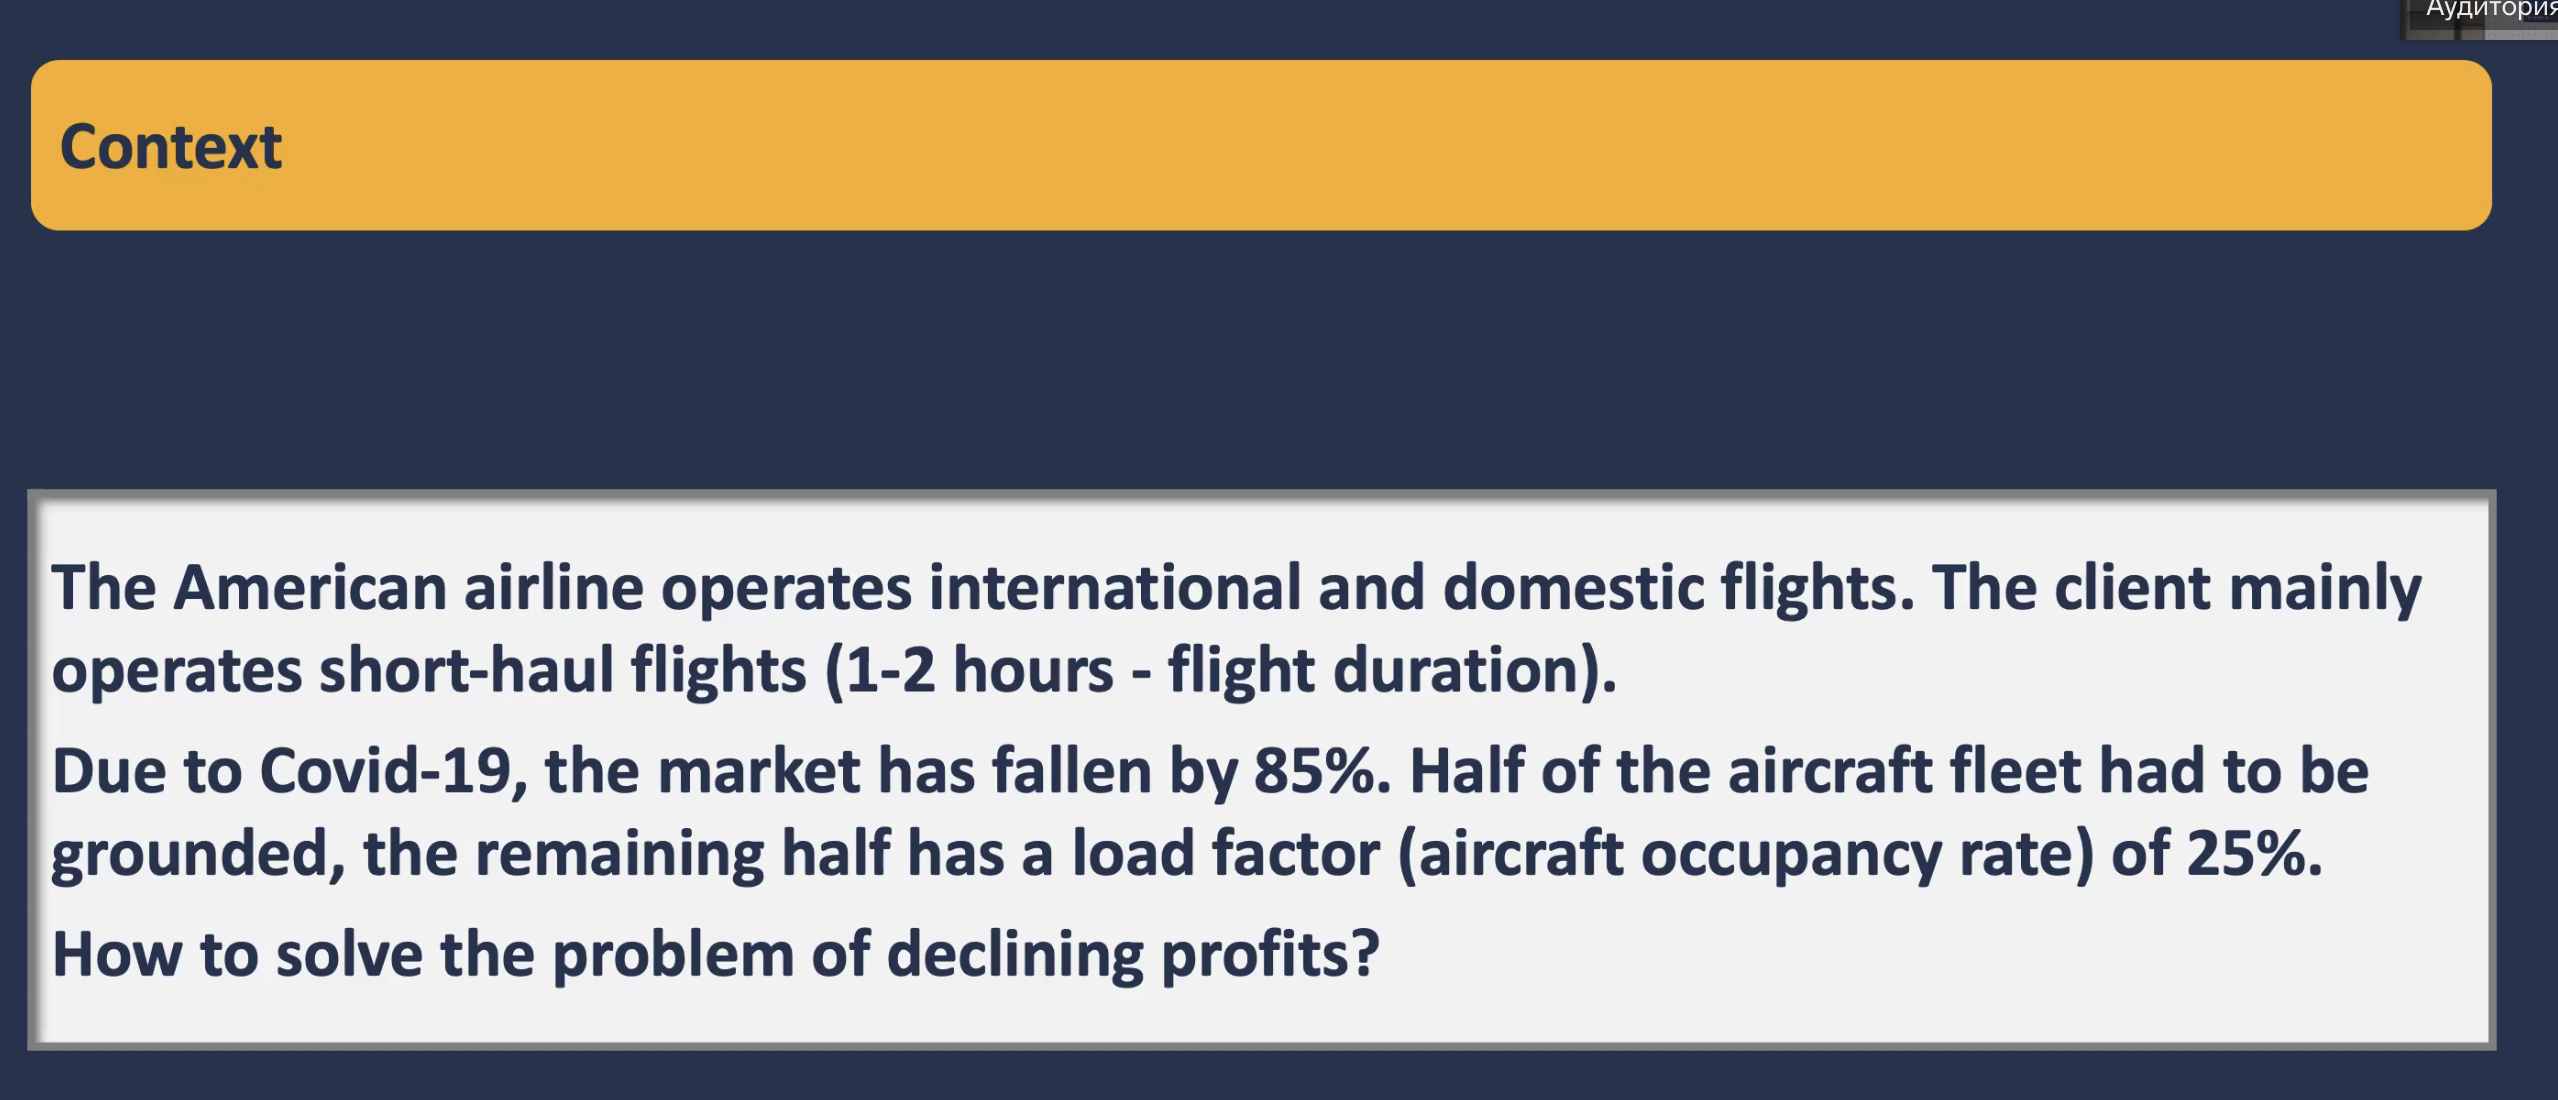 Аудитория
Context
The American airline operates international and domestic flights. The client mainly
operates short-haul flights (1-2 hours - flight duration).
Due to Covid-19, the market has fallen by 85%. Half of the aircraft fleet had to be
grounded, the remaining half has a load factor (aircraft occupancy rate) of 25%.
How to solve the problem of declining profits?